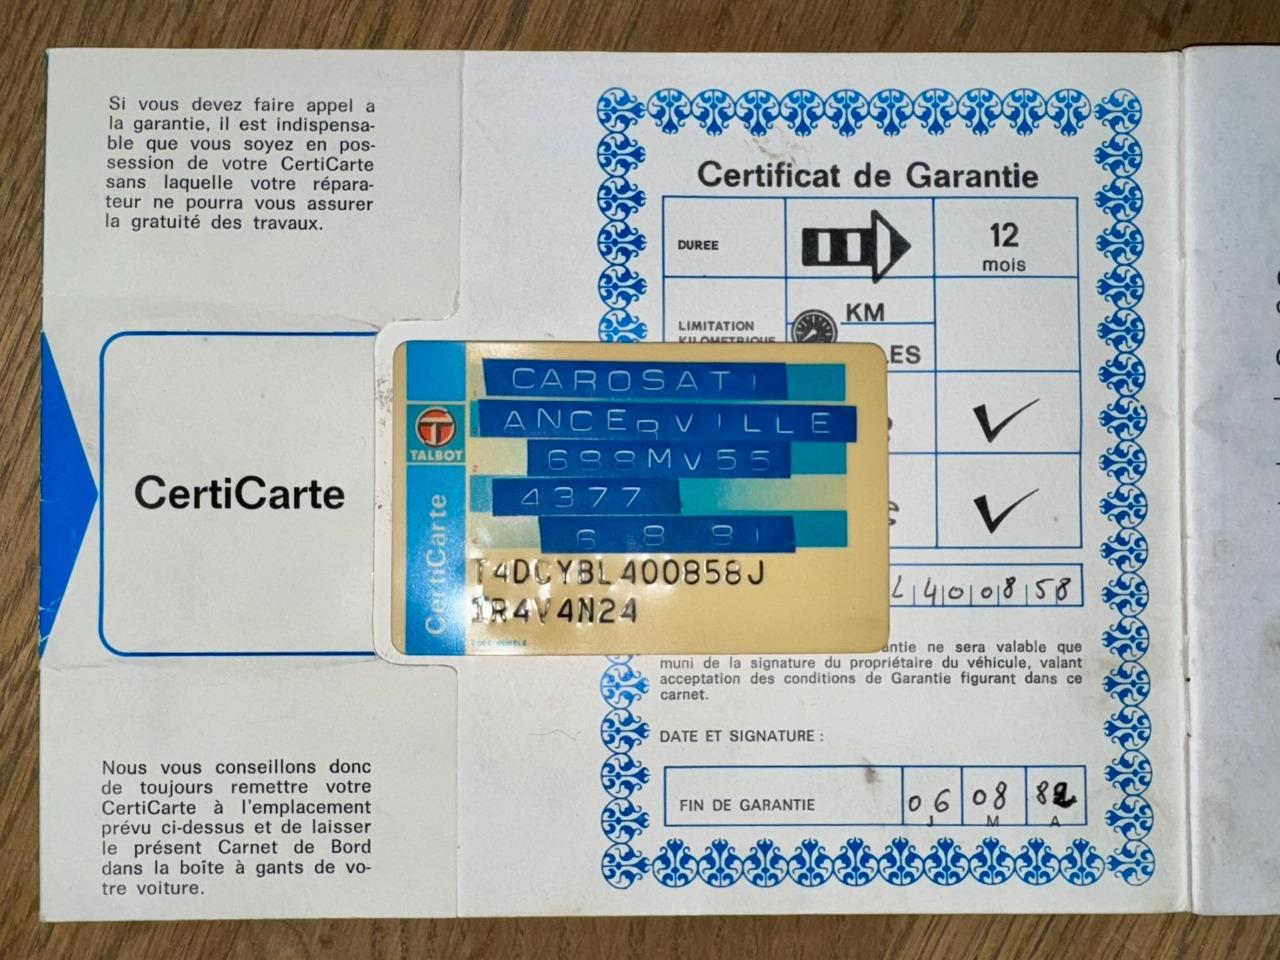 Si vous devez faire appel à
la garantie, il est indispensa-
ble que vous soyez en pos-
session de votre CertiCarte
sans laquelle votre répara-
teur ne pourra vous assurer
la gratuité des travaux.
CertiCarte
Nous vous conseillons donc
de toujours remettre votre
CertiCarte à l'emplacement
prévu ci-dessus et de laisser
le présent Carnet de Bord
dans la boîte à gants de vo-
tre voiture.
TALBOT
CertiCarte
CAROSATI
ANCERVILLE
688MV55
4377
6 8 81
T4DCYBL400858J
1R4V4N24
Certificat de Garantie
DUREE
12
mois
LIMITATION
KILOMETRIQUE
KM
ES
L400858
antie ne sera valable que
muni de la signature du propriétaire du véhicule, valant
acceptation des conditions de Garantie figurant dans ce
carnet.
DATE ET SIGNATURE :
FIN DE GARANTIE
06 08 82
J M A